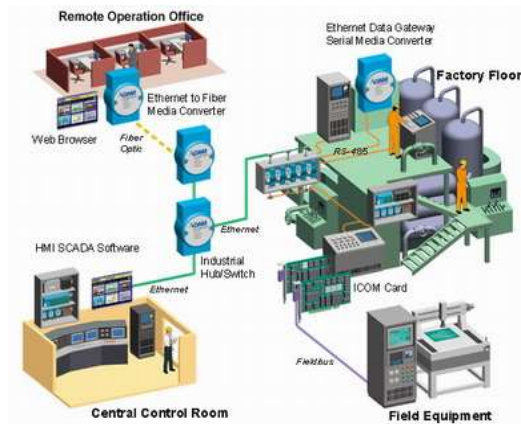 Remote Operation Office
Ethernet Data Gateway
Serial Media Converter
Factory Floor
Ethernet to Fiber
Media Converter
Web Browser
Fiber
Optic
RS-485
Ethernet
HMI SCADA Software
Industrial
Hub/Switch
Ethernet
ICOM Card
Fieldbus
Central Control Room
Field Equipment